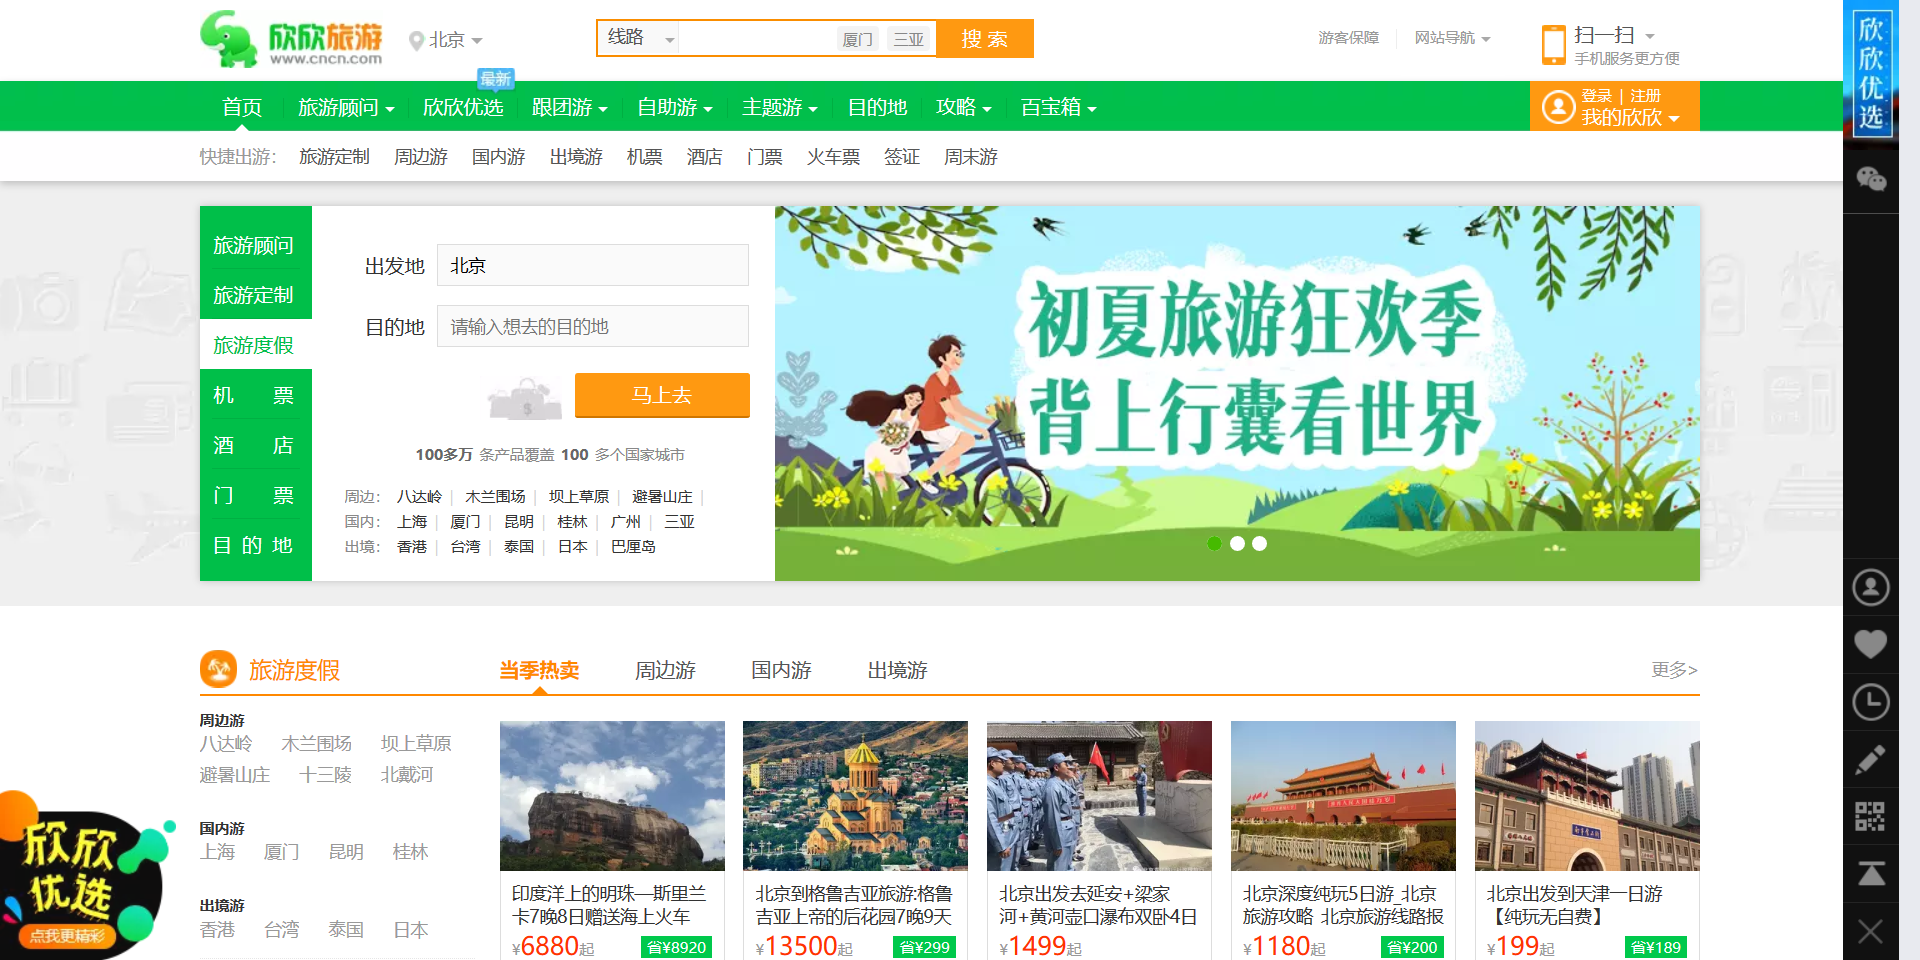 欣欣旅游
www.cncn.com
北京
线路
厦门 三亚
搜 索
游客保障 网站导航
扫一扫
手机服务更方便
最新
首页 旅游顾问 欣欣优选 跟团游 自助游 主题游 目的地 攻略 百宝箱
登录 | 注册
我的欣欣
快捷出游： 旅游定制 周边游 国内游 出境游 机票 酒店 门票 火车票 签证 周末游
旅游顾问
旅游定制
旅游度假
机 票
酒 店
门 票
目 的 地
出发地 北京
目的地 请输入想去的目的地
马上去
100多万 条产品覆盖 100 多个国家城市
周边： 八达岭 | 木兰围场 | 坝上草原 | 避暑山庄 |
国内： 上海 | 厦门 | 昆明 | 桂林 | 广州 | 三亚
出境： 香港 | 台湾 | 泰国 | 日本 | 巴厘岛
初夏旅游狂欢季
背上行囊看世界
欣欣优选
旅游度假
当季热卖 周边游 国内游 出境游 更多>
周边游
八达岭 木兰围场 坝上草原
避暑山庄 十三陵 北戴河
国内游
上海 厦门 昆明 桂林
出境游
香港 台湾 泰国 日本
欣欣
优选
点我更精彩
印度洋上的明珠—斯里兰
卡7晚8日赠送海上火车
¥6880起 省¥8920
北京到格鲁吉亚旅游:格鲁
吉亚上帝的后花园7晚9天
¥13500起 省¥299
北京出发去延安+梁家
河+黄河壶口瀑布双卧4日
¥1499起
北京深度纯玩5日游_北京
旅游攻略 北京旅游线路报
¥1180起 省¥200
北京出发到天津一日游
【纯玩无自费】
¥199起 省¥189